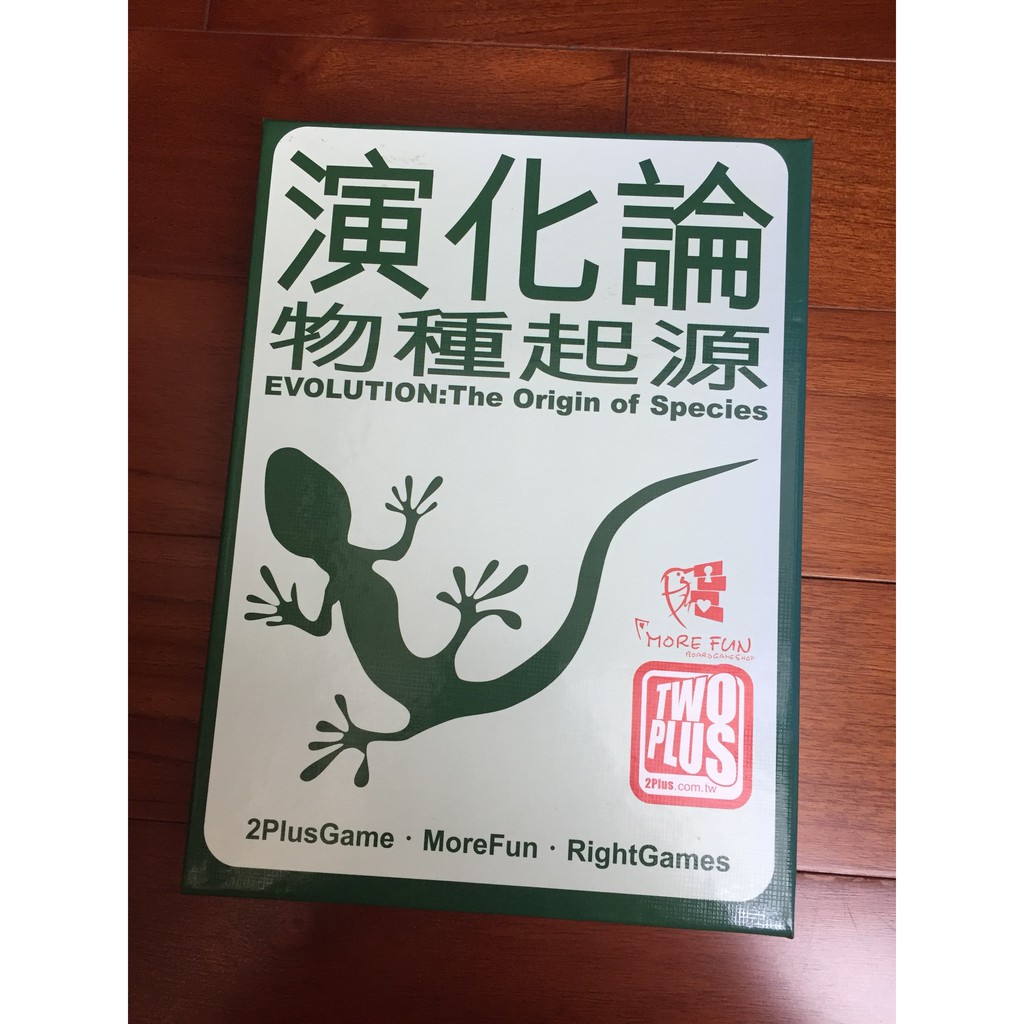 演化論
物種起源
EVOLUTION:The Origin of Species
MORE FUN
BOARDGAMESHOP
TWO
PLUS
2Plus.com.tw
2PlusGame · MoreFun · RightGames